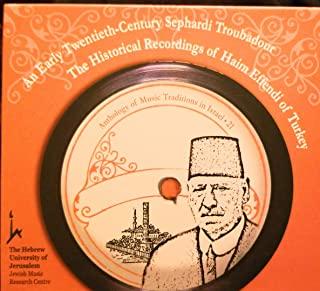 An Early Twentieth-Century Sephardi Troubadour
The Historical Recordings of Haim Effendi of Turkey
Anthology of Music Traditions in Israel • 21
The Hebrew
University of
Jerusalem
Jewish Music
Research Centre